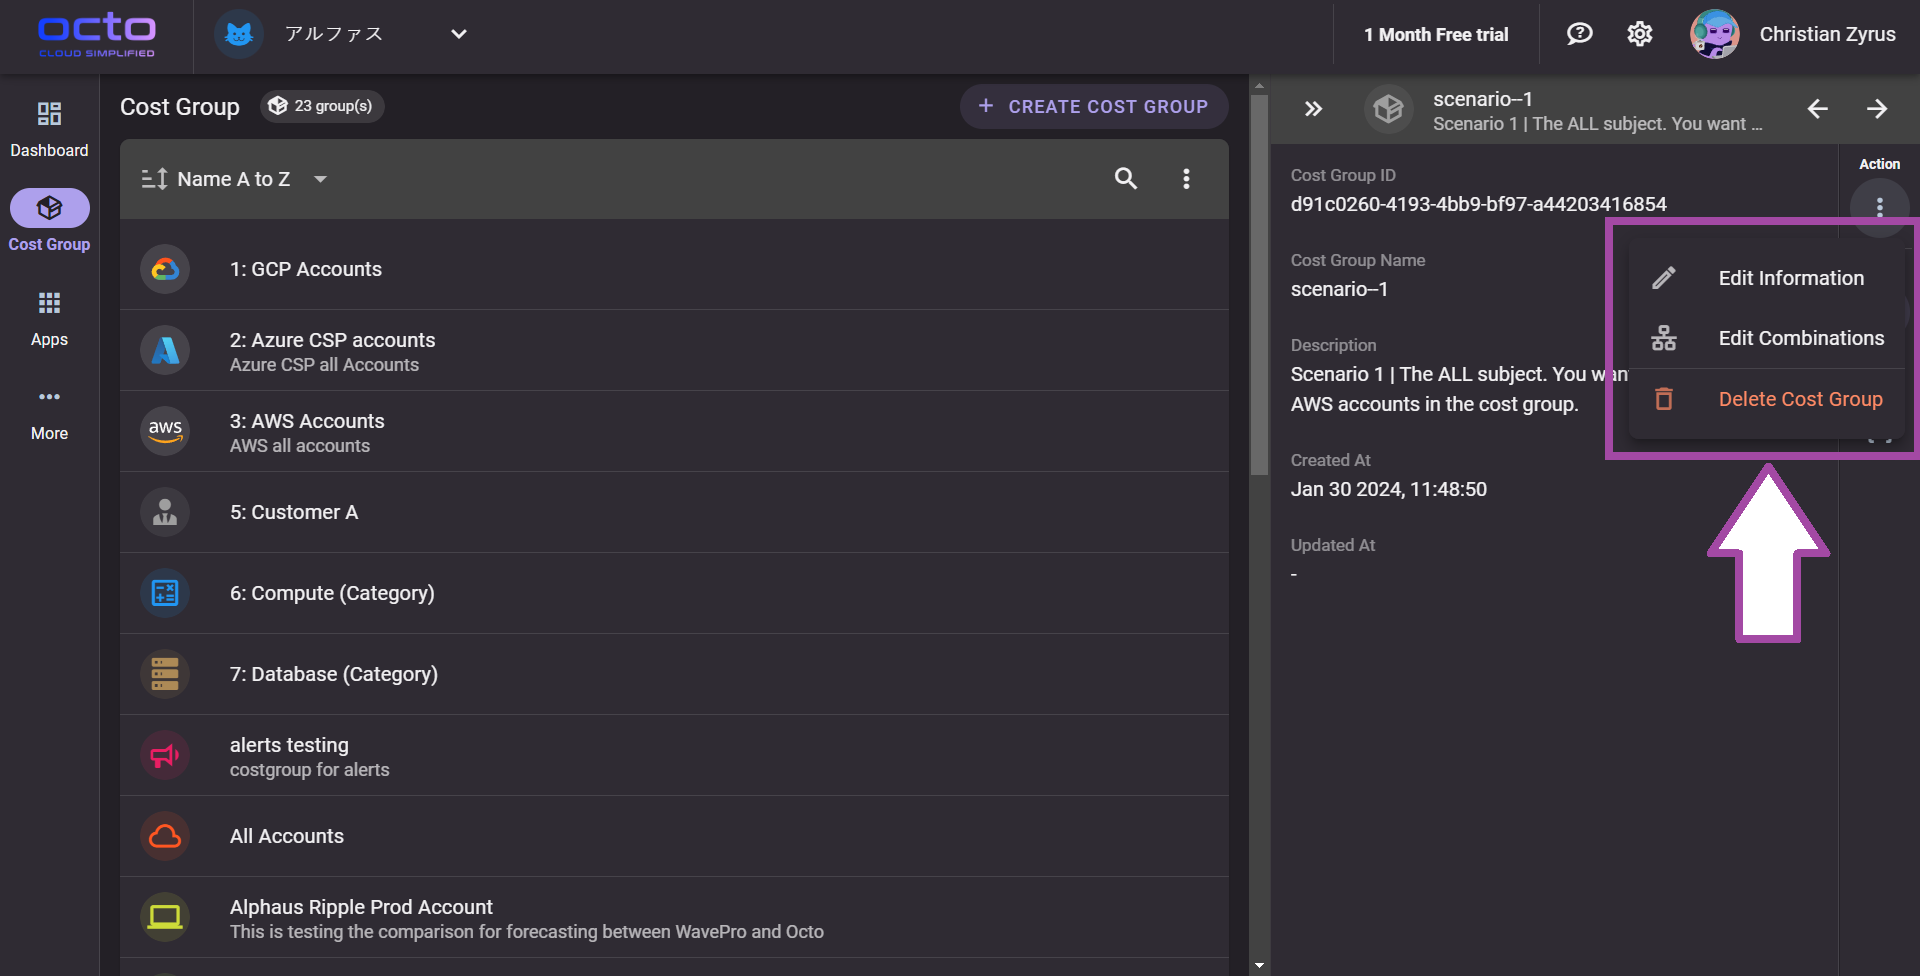 octo
CLOUD SIMPLIFIED
アルファス
1 Month Free trial
Christian Zyrus
Dashboard
Cost Group
Apps
More
Cost Group
23 group(s)
+ CREATE COST GROUP
Name A to Z
1: GCP Accounts
2: Azure CSP accounts
Azure CSP all Accounts
aws
3: AWS Accounts
AWS all accounts
5: Customer A
6: Compute (Category)
7: Database (Category)
alerts testing
costgroup for alerts
All Accounts
Alphaus Ripple Prod Account
This is testing the comparison for forecasting between WavePro and Octo
scenario--1
Scenario 1 | The ALL subject. You want ...
Action
Cost Group ID
d91c0260-4193-4bb9-bf97-a44203416854
Cost Group Name
scenario--1
Description
Scenario 1 | The ALL subject. You want
AWS accounts in the cost group.
Created At
Jan 30 2024, 11:48:50
Updated At
-
Edit Information
Edit Combinations
Delete Cost Group